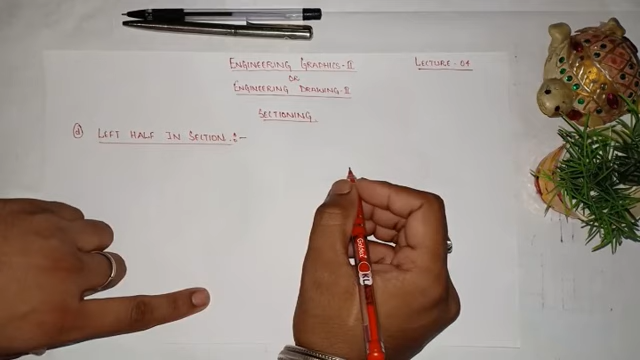 ENGINEERING GRAPHICS-II
LECTURE-04
OR
ENGINEERING DRAWING-II
SECTIONING
d) LEFT HALF IN SECTION :-